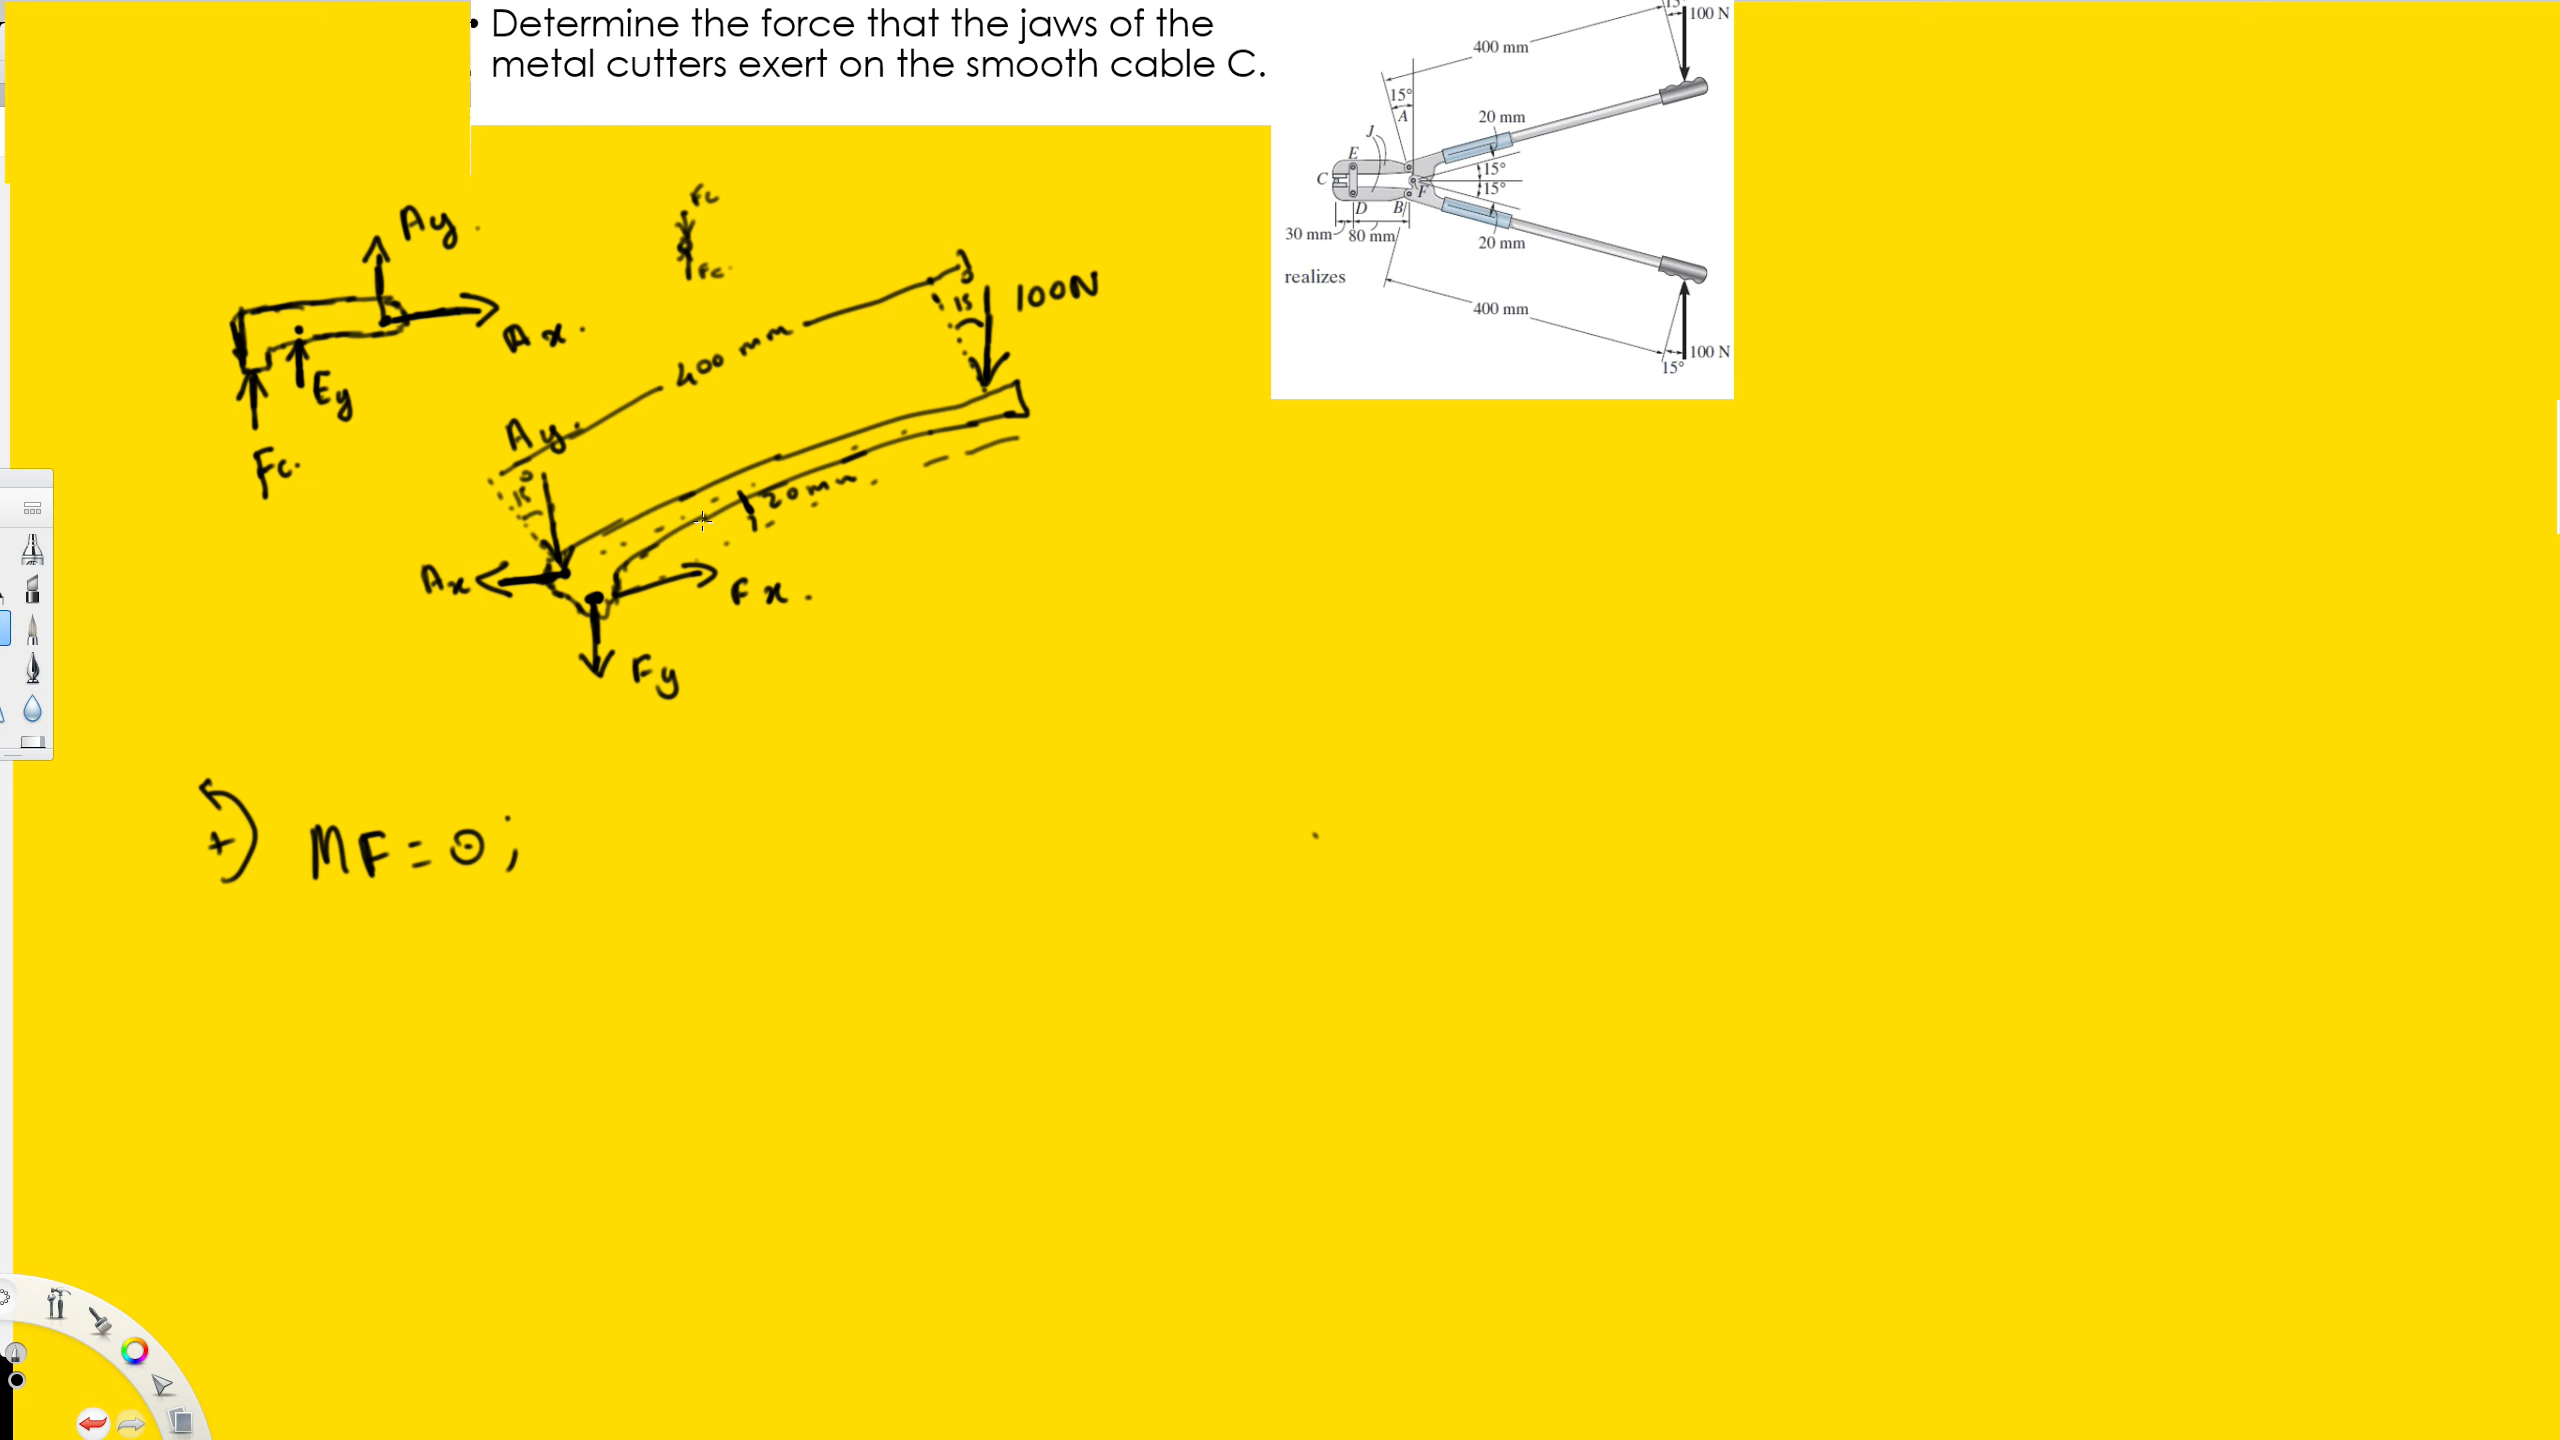 • Determine the force that the jaws of the
metal cutters exert on the smooth cable C.
15°
100 N
400 mm
15°
A
20 mm
J
E
15°
C
F
15°
D
B
30 mm
80 mm
20 mm
realizes
400 mm
100 N
15°
Ay.
Ax.
Ey
Fc.
Fc
Fc.
15
100N
400 mm
Ay.
15°
20mm.
Ax
Fx.
Fy
+
MF=0;